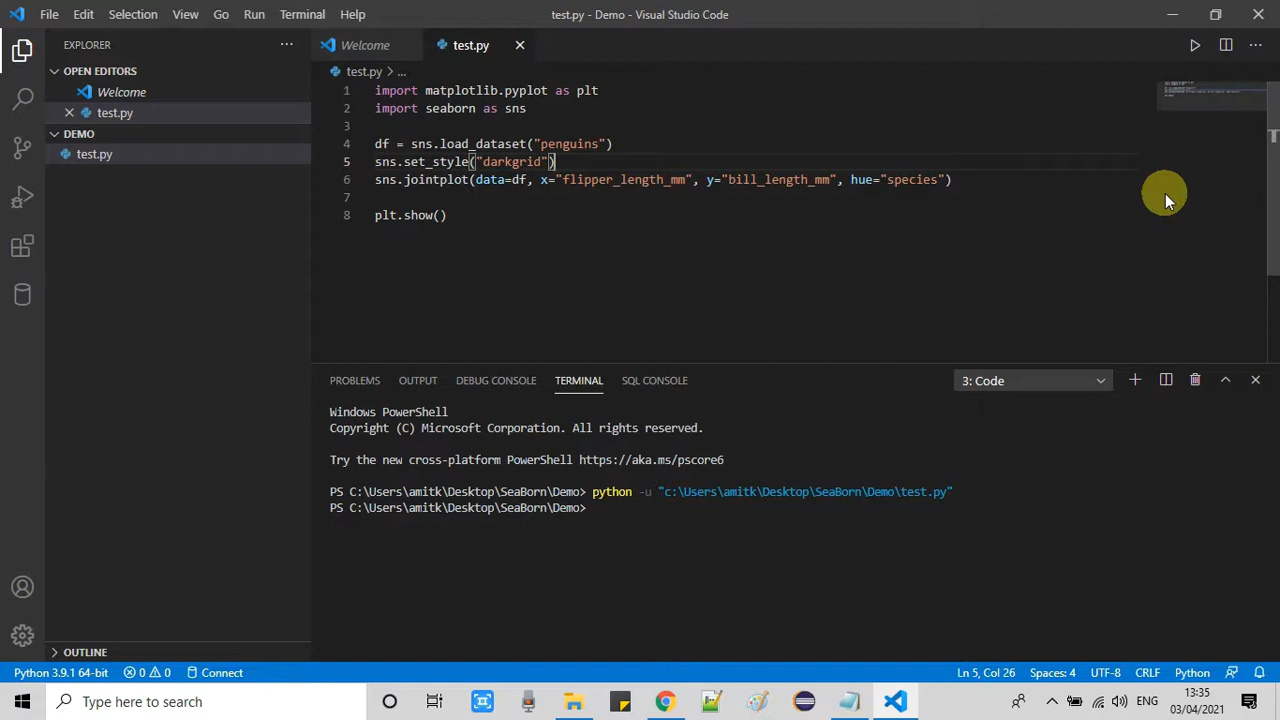 File Edit Selection View Go Run Terminal Help test.py - Demo - Visual Studio Code
EXPLORER
OPEN EDITORS
Welcome
test.py
DEMO
test.py
OUTLINE
Welcome test.py
test.py > ...
1 import matplotlib.pyplot as plt
2 import seaborn as sns
3
4 df = sns.load_dataset("penguins")
5 sns.set_style("darkgrid")
6 sns.jointplot(data=df, x="flipper_length_mm", y="bill_length_mm", hue="species")
7
8 plt.show()
PROBLEMS OUTPUT DEBUG CONSOLE TERMINAL SQL CONSOLE 3: Code
Windows PowerShell
Copyright (C) Microsoft Corporation. All rights reserved.
Try the new cross-platform PowerShell https://aka.ms/pscore6
PS C:\Users\amitk\Desktop\SeaBorn\Demo> python -u "c:\Users\amitk\Desktop\SeaBorn\Demo\test.py"
PS C:\Users\amitk\Desktop\SeaBorn\Demo>
Python 3.9.1 64-bit 0 0 Connect Ln 5, Col 26 Spaces: 4 UTF-8 CRLF Python
Type here to search
ENG
13:35
03/04/2021